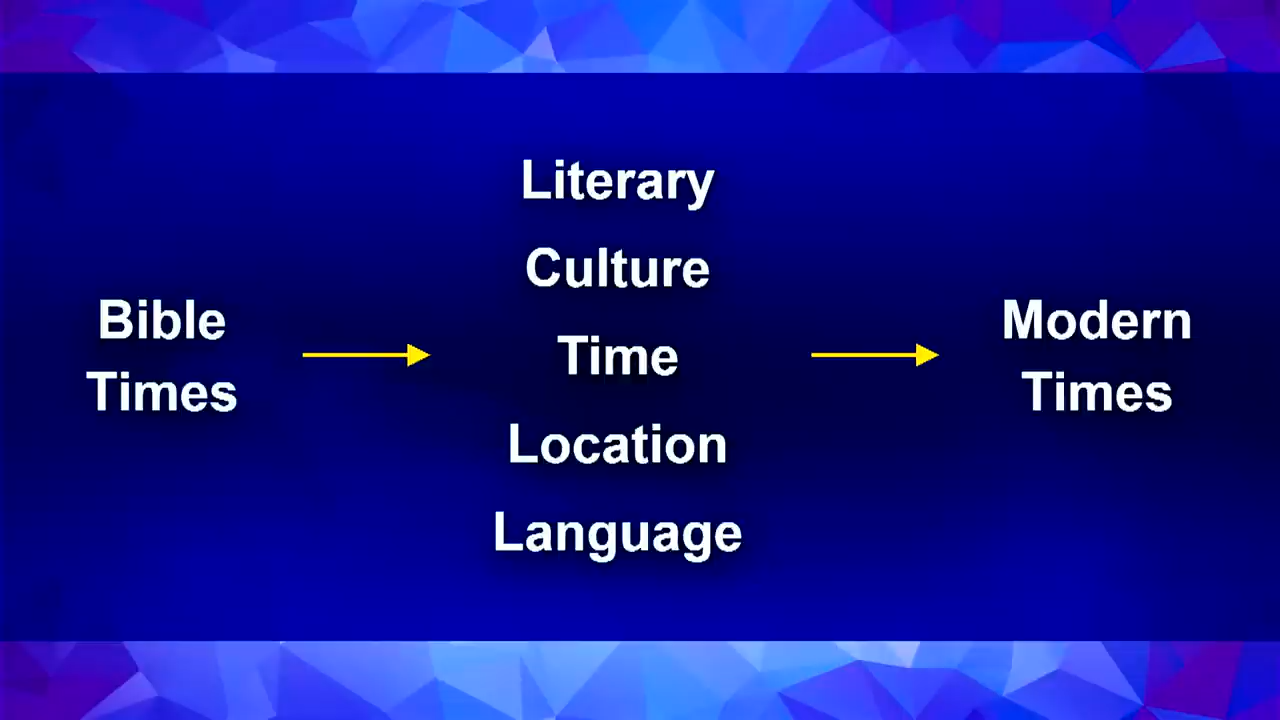 Bible
Times
Literary
Culture
Time
Location
Language
Modern
Times